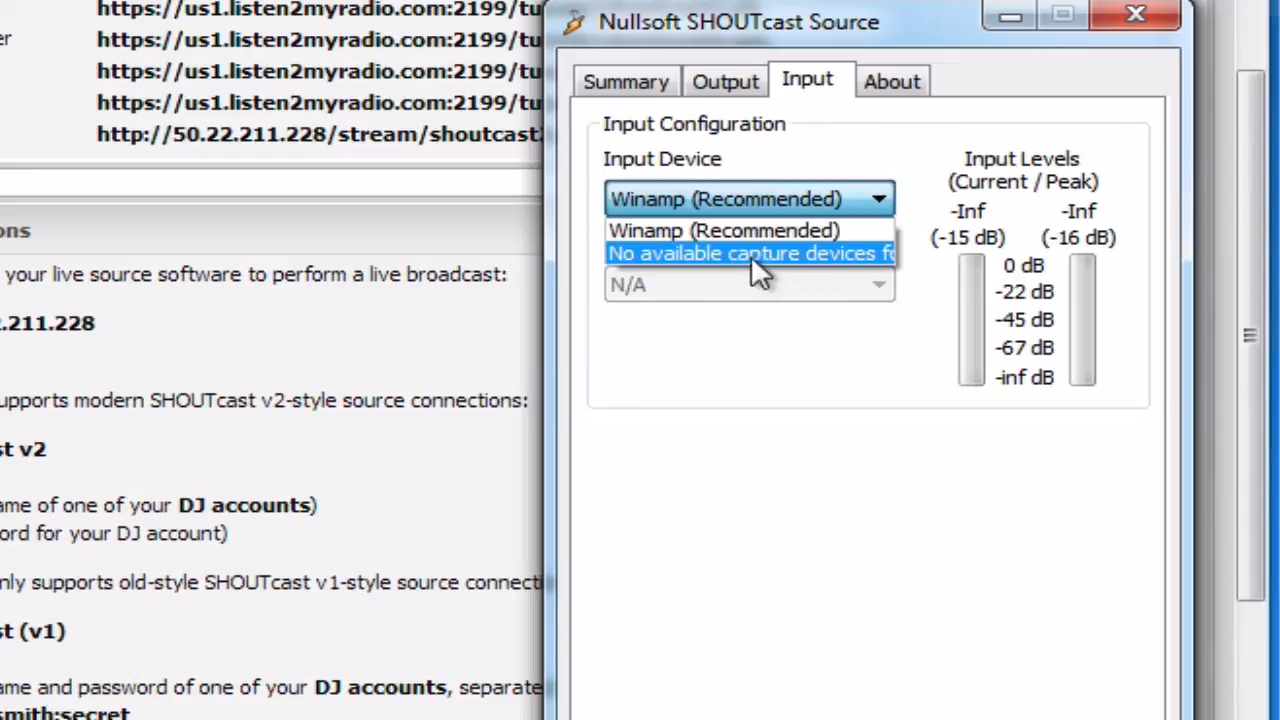 https://us1.listen2myradio.com:2199/tu
er
https://us1.listen2myradio.com:2199/tu
https://us1.listen2myradio.com:2199/tu
https://us1.listen2myradio.com:2199/tu
http://50.22.211.228/stream/shoutcast
ons
your live source software to perform a live broadcast:
.211.228
upports modern SHOUTcast v2-style source connections:
st v2
ame of one of your DJ accounts)
ord for your DJ account)
nly supports old-style SHOUTcast v1-style source connecti
st (v1)
ame and password of one of your DJ accounts, separate
smith:secret
Nullsoft SHOUTcast Source
Summary
Output
Input
About
Input Configuration
Input Device
Winamp (Recommended)
Winamp (Recommended)
No available capture devices fo
N/A
Input Levels
(Current / Peak)
-Inf -Inf
(-15 dB) (-16 dB)
0 dB
-22 dB
-45 dB
-67 dB
-inf dB